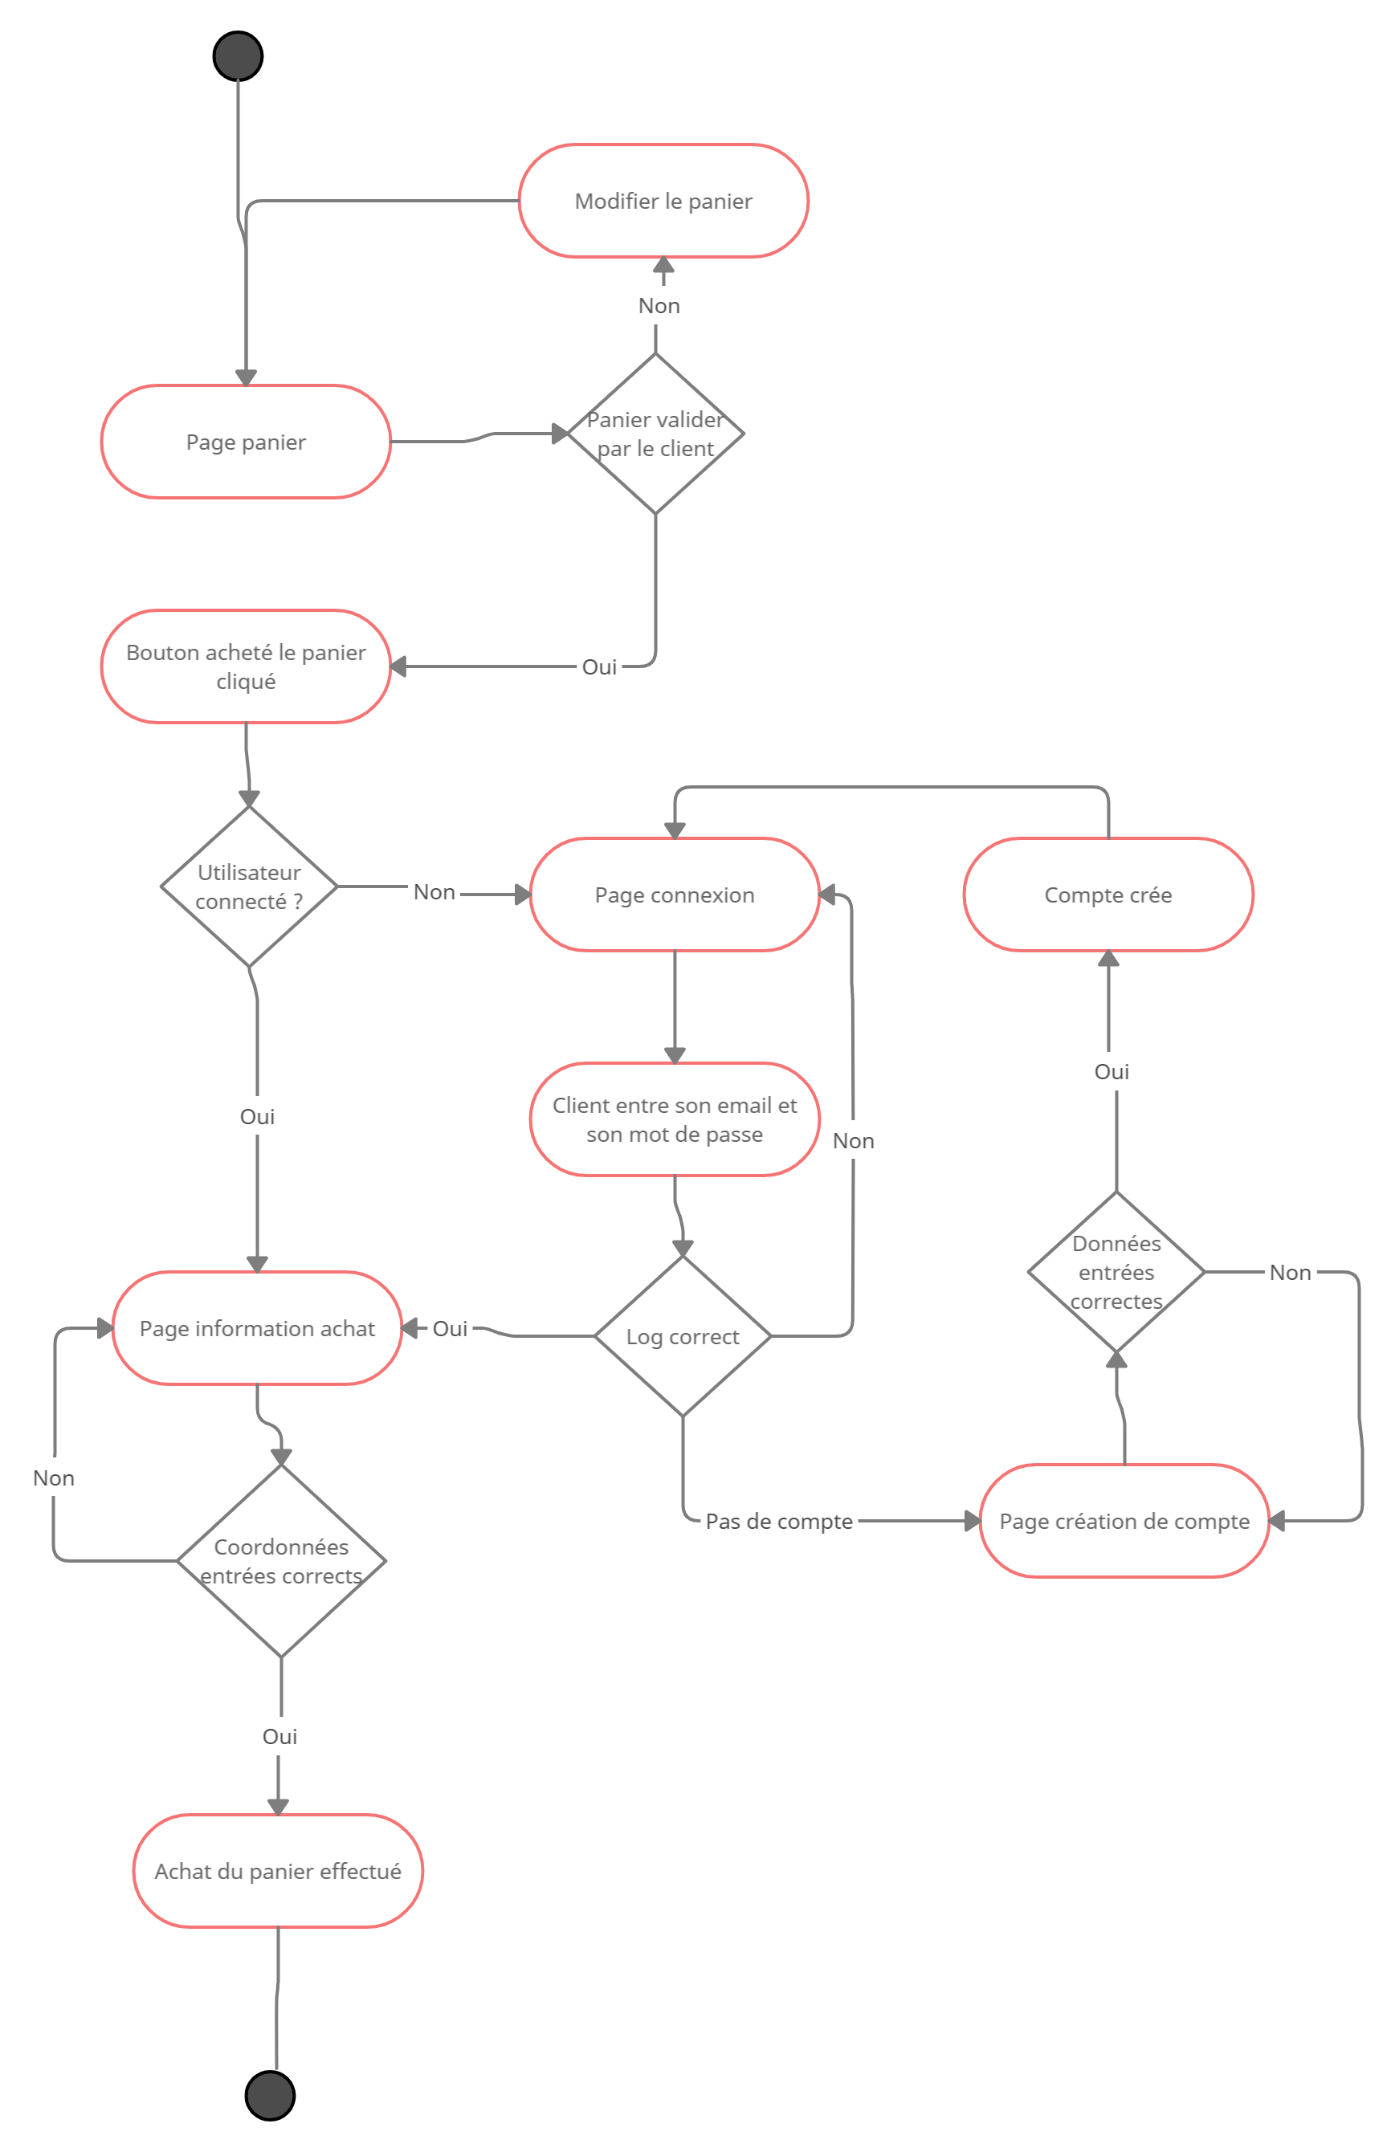 Modifier le panier
Non
Panier valider
par le client
Page panier
Bouton acheté le panier
cliqué
Oui
Utilisateur
connecté ?
Non
Page connexion
Compte crée
Oui
Client entre son email et
son mot de passe
Non
Oui
Données
entrées
correctes
Non
Page information achat
Oui
Log correct
Non
Pas de compte
Page création de compte
Coordonnées
entrées corrects
Oui
Achat du panier effectué